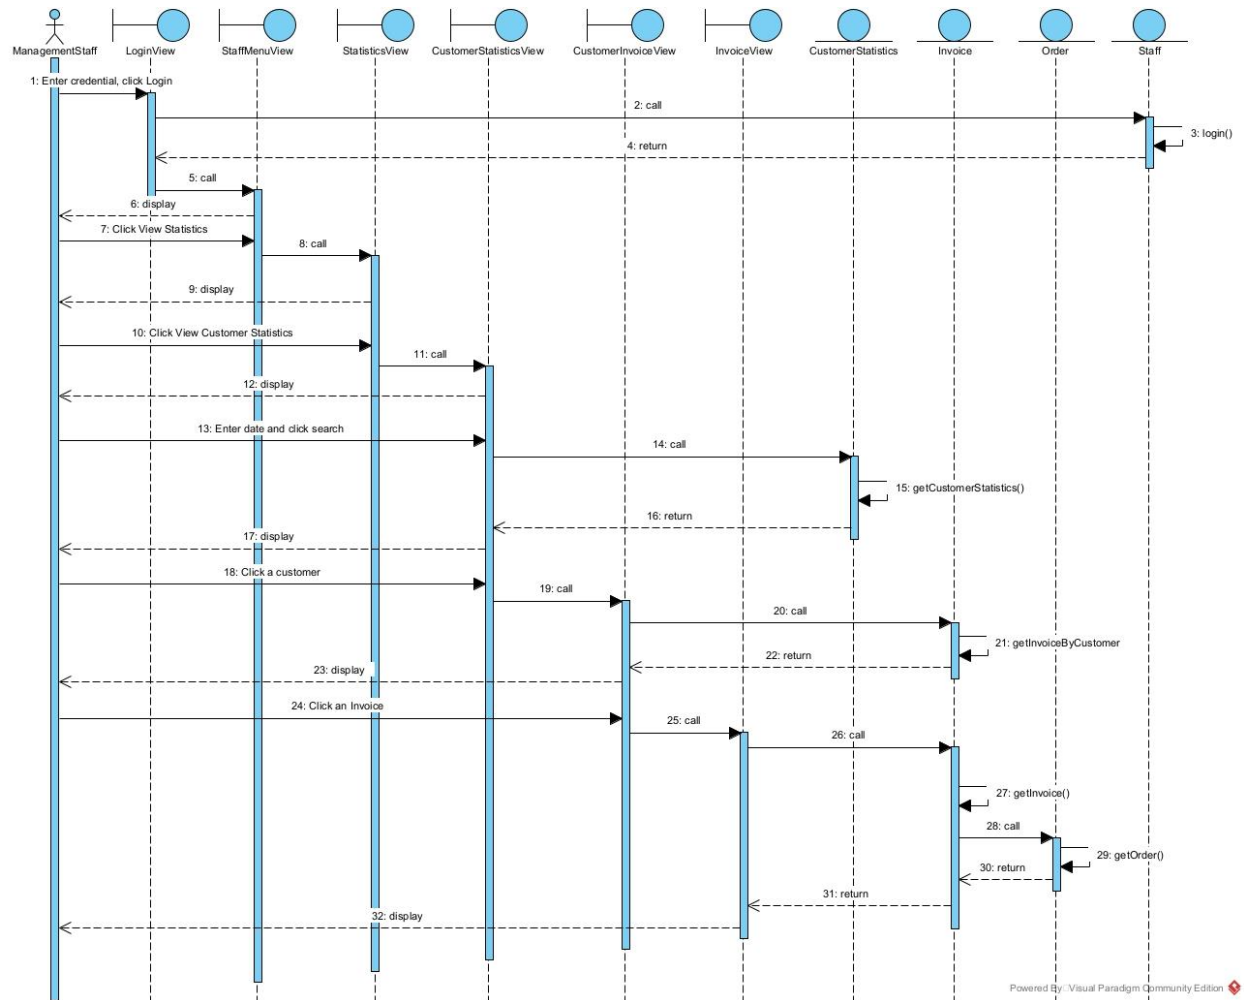 ManagementStaff LoginView StaffMenuView StatisticsView CustomerStatisticsView CustomerInvoiceView InvoiceView CustomerStatistics Invoice Order Staff
1: Enter credential, click Login
2: call
3: login()
4: return
5: call
6: display
7: Click View Statistics
8: call
9: display
10: Click View Customer Statistics
11: call
12: display
13: Enter date and click search
14: call
15: getCustomerStatistics()
16: return
17: display
18: Click a customer
19: call
20: call
21: getInvoiceByCustomer
22: return
23: display
24: Click an Invoice
25: call
26: call
27: getInvoice()
28: call
29: getOrder()
30: return
31: return
32: display
Powered By Visual Paradigm Community Edition